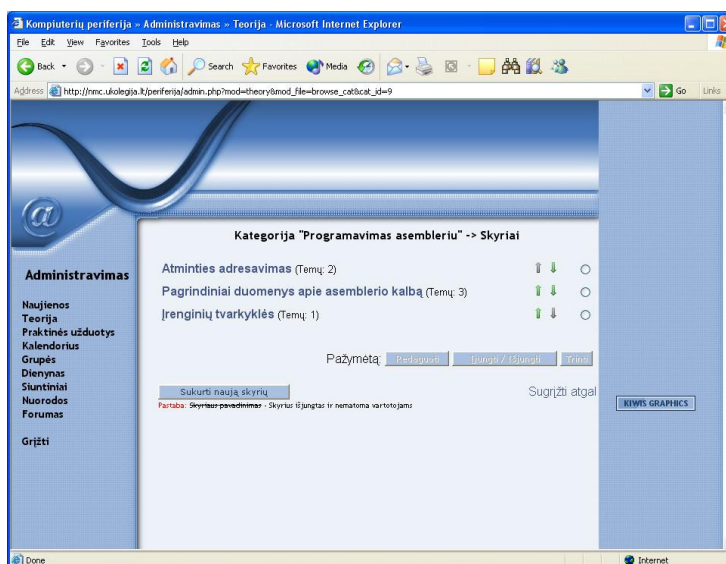 Kompiuterių periferija » Administravimas » Teorija - Microsoft Internet Explorer
File Edit View Favorites Tools Help
Back Search Favorites Media
Address http://nmc.ukolegija.lt/periferija/admin.php?mod=theory&mod_file=browse_cat&cat_id=9 Go Links
@
Kategorija "Programavimas asembleriu" -> Skyriai
Administravimas
Naujienos
Teorija
Praktinės užduotys
Kalendorius
Grupės
Dienynas
Siuntiniai
Nuorodos
Forumas
Grįžti
Atminties adresavimas (Temų: 2)
Pagrindiniai duomenys apie asemblerio kalbą (Temų: 3)
Įrenginių tvarkyklės (Temų: 1)
Pažymėtą: Redaguoti Įjungti / Išjungti Trinti
Sukurti naują skyrių Sugrįžti atgal
Pastaba: Skyriaus pavadinimas - Skyrius išjungtas ir nematoma vartotojams
KIWIS GRAPHICS
Done Internet